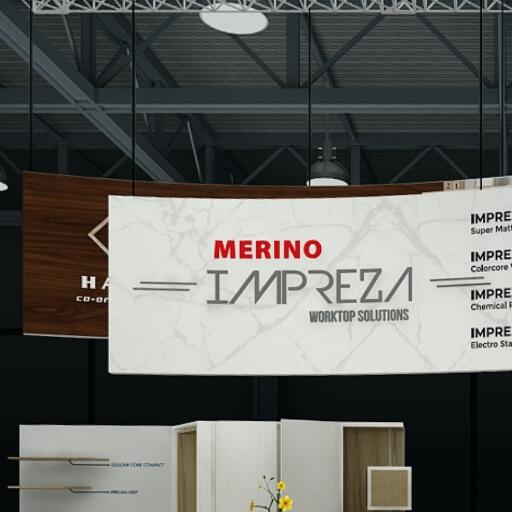 MERINO
IMPREZA
WORKTOP SOLUTIONS
IMPRE
Super Matt
IMPRE
Colorcore
IMPRE
Chemical
IMPRE
Electro Sta
HA
COLOUR CORE COMPACT